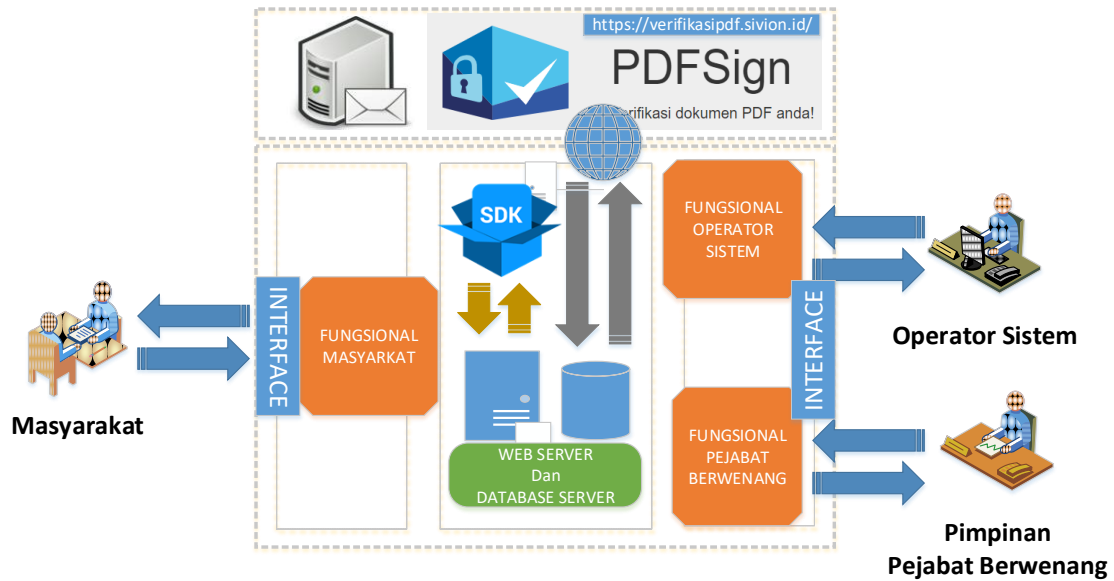 https://verifikasipdf.sivion.id/
PDFSign
rifikasi dokumen PDF anda!
SDK
FUNGSIONAL
OPERATOR
SISTEM
INTERFACE
FUNGSIONAL
MASYARKAT
INTERFACE
Operator Sistem
Masyarakat
FUNGSIONAL
PEJABAT
BERWENANG
WEB SERVER
Dan
DATABASE SERVER
Pimpinan
Pejabat Berwenang